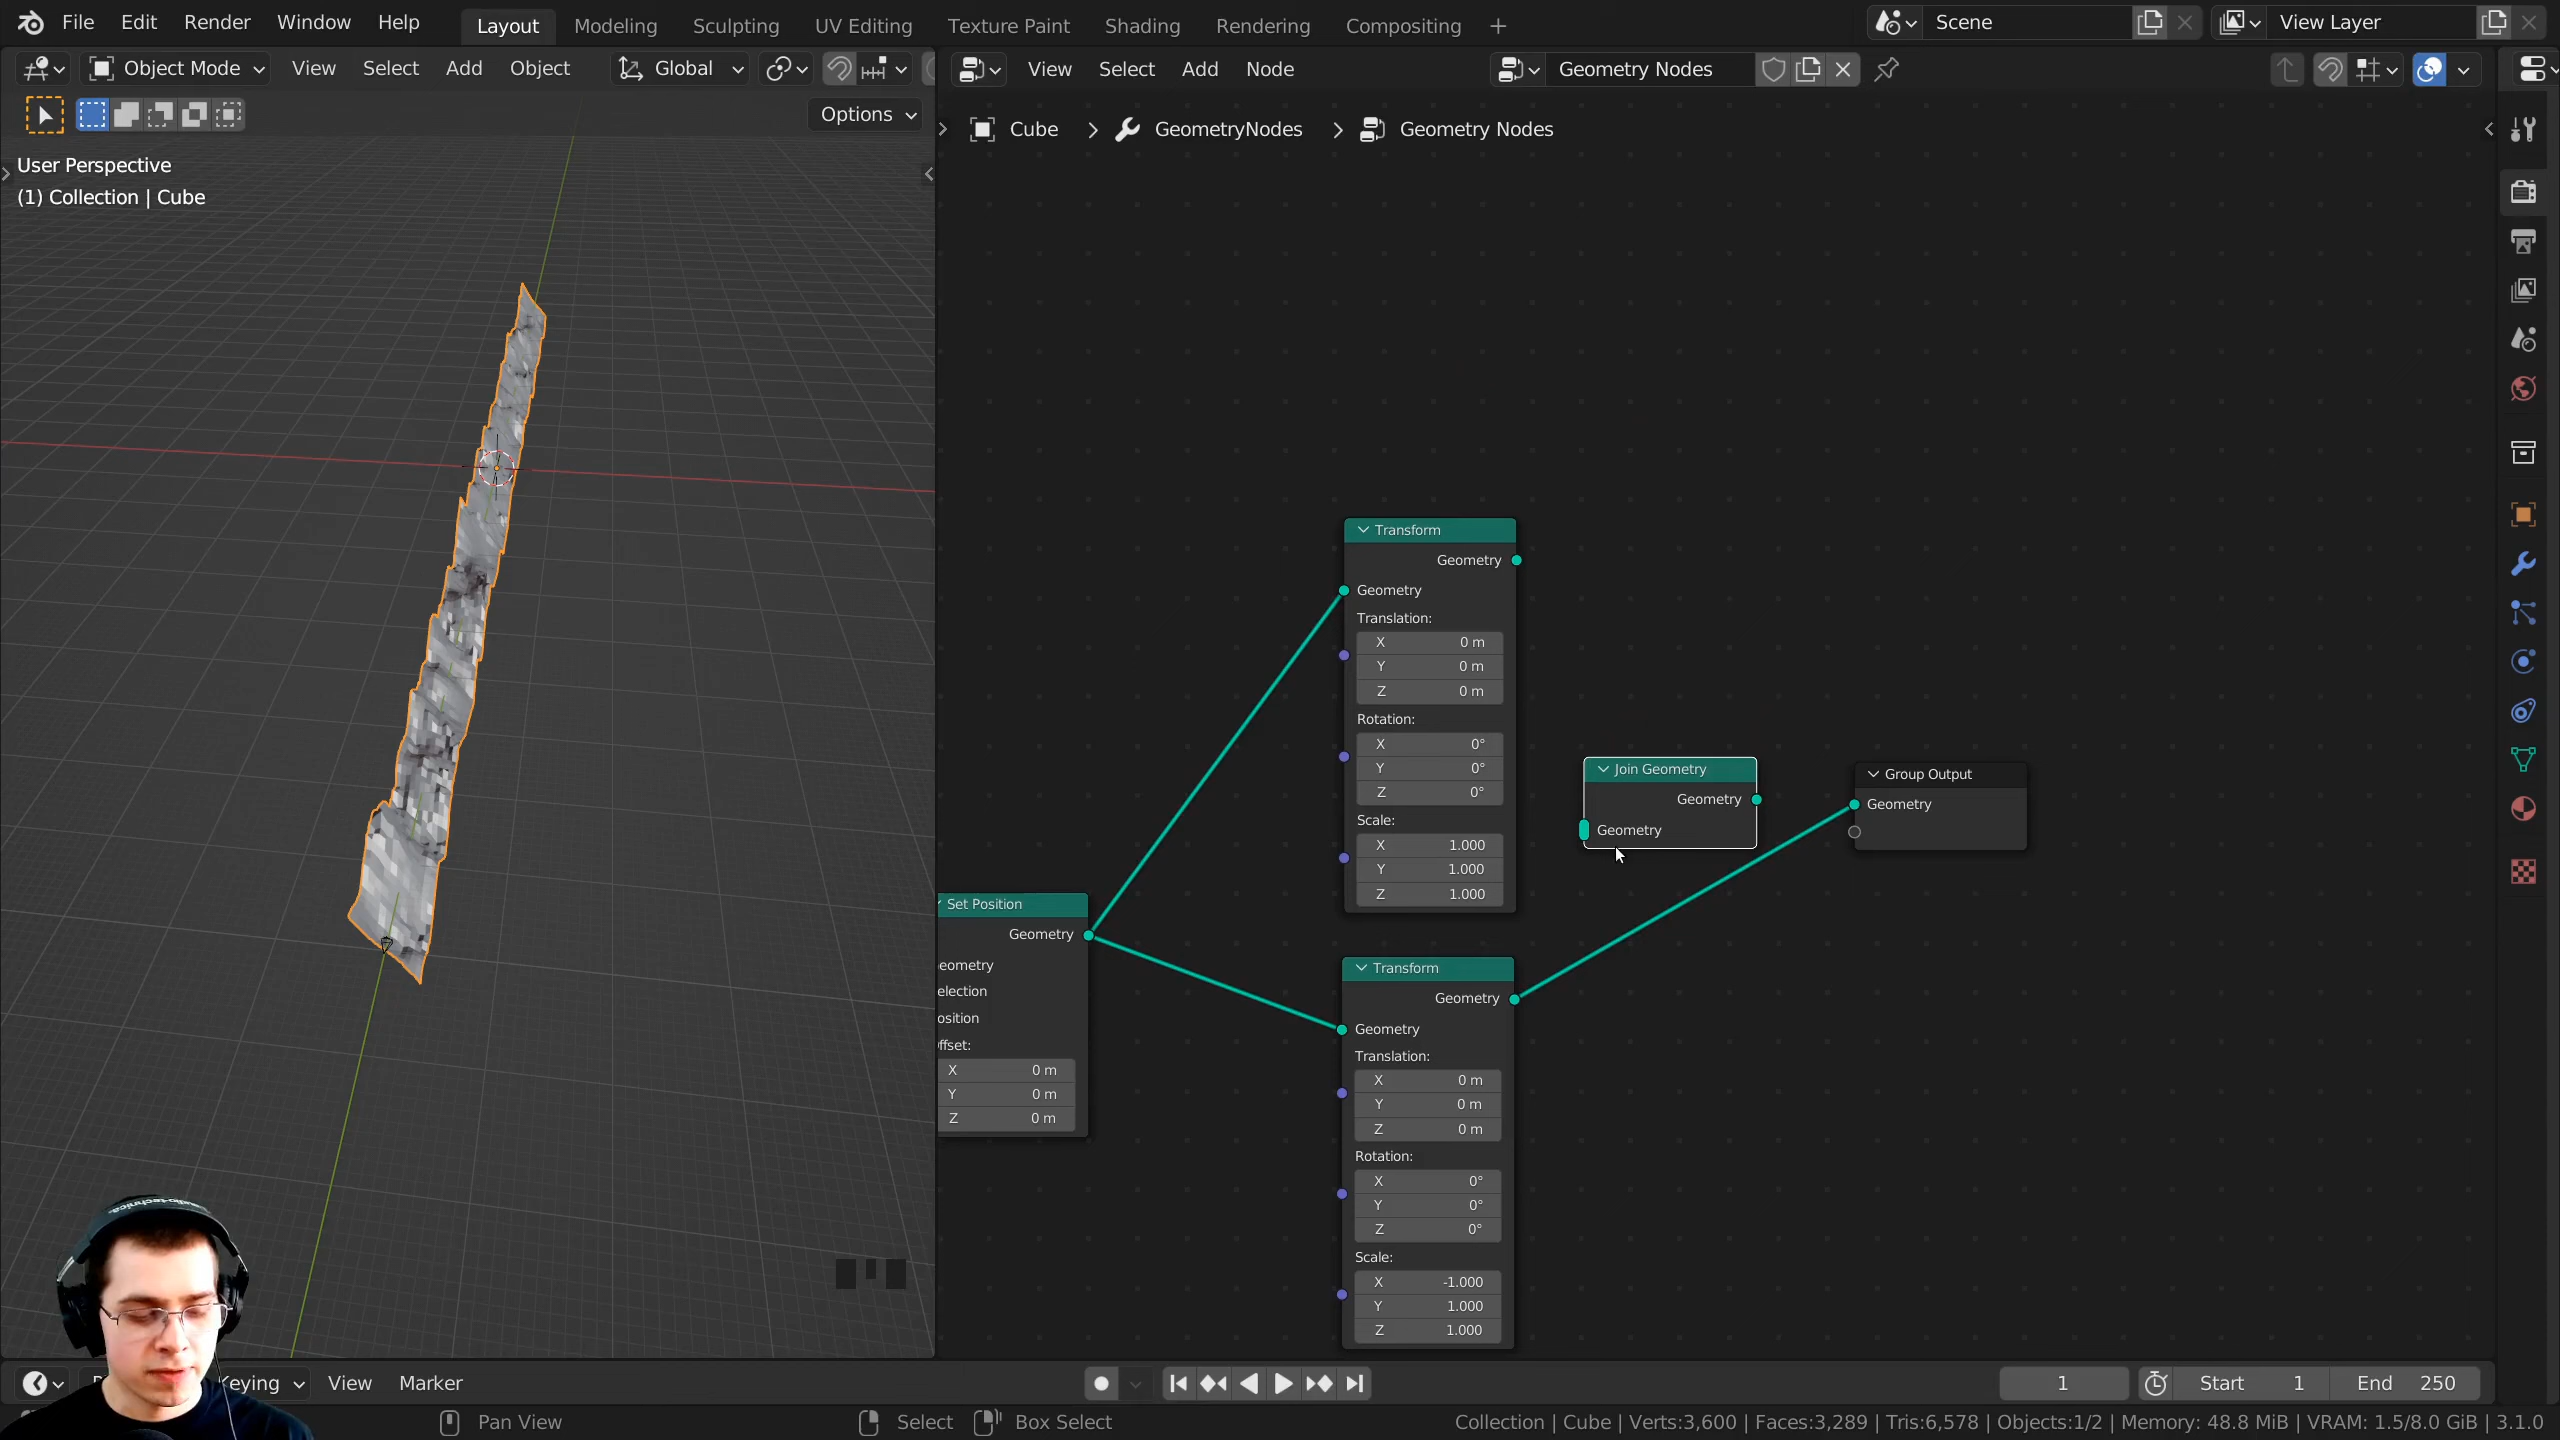 File Edit Render Window Help Layout Modeling Sculpting UV Editing Texture Paint Shading Rendering Compositing + Scene View Layer
Object Mode View Select Add Object Global View Select Add Node Geometry Nodes
Options
Cube > GeometryNodes > Geometry Nodes
User Perspective
(1) Collection | Cube
Transform
Geometry
Geometry
Translation:
X 0 m
Y 0 m
Z 0 m
Rotation:
X 0°
Y 0°
Z 0°
Scale:
X 1.000
Y 1.000
Z 1.000
Join Geometry
Geometry
Geometry
Group Output
Geometry
Set Position
Geometry
eometry
election
osition
ffset:
X 0 m
Y 0 m
Z 0 m
Transform
Geometry
Geometry
Translation:
X 0 m
Y 0 m
Z 0 m
Rotation:
X 0°
Y 0°
Z 0°
Scale:
X -1.000
Y 1.000
Z 1.000
Keying View Marker 1 Start 1 End 250
Pan View Select Box Select Collection | Cube | Verts:3,600 | Faces:3,289 | Tris:6,578 | Objects:1/2 | Memory: 48.8 MiB | VRAM: 1.5/8.0 GiB | 3.1.0